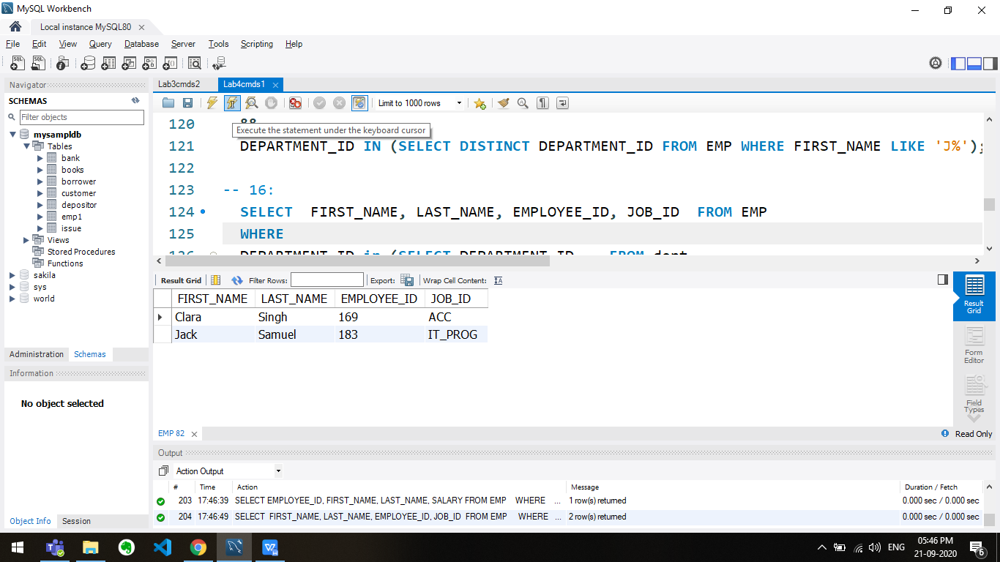 MySQL Workbench
Local instance MySQL80
File Edit View Query Database Server Tools Scripting Help
Navigator
SCHEMAS
Filter objects
mysampldb
Tables
bank
books
borrower
customer
depositor
emp1
issue
Views
Stored Procedures
Functions
sakila
sys
world
Administration Schemas
Information
No object selected
Object Info Session
Lab3cmds2 Lab4cmds1
Limit to 1000 rows
120 &&
Execute the statement under the keyboard cursor
121 DEPARTMENT_ID IN (SELECT DISTINCT DEPARTMENT_ID FROM EMP WHERE FIRST_NAME LIKE 'J%');
122
123 -- 16:
124 SELECT FIRST_NAME, LAST_NAME, EMPLOYEE_ID, JOB_ID FROM EMP
125 WHERE
126 DEPARTMENT_ID in (SELECT DEPARTMENT_ID FROM dept
Result Grid Filter Rows: Export: Wrap Cell Content:
FIRST_NAME LAST_NAME EMPLOYEE_ID JOB_ID
Clara Singh 169 ACC
Jack Samuel 183 IT_PROG
Result Grid
Form Editor
Field Types
EMP 82
Read Only
Output
Action Output
# Time Action Message Duration / Fetch
203 17:46:39 SELECT EMPLOYEE_ID, FIRST_NAME, LAST_NAME, SALARY FROM EMP WHERE ... 1 row(s) returned 0.000 sec / 0.000 sec
204 17:46:49 SELECT FIRST_NAME, LAST_NAME, EMPLOYEE_ID, JOB_ID FROM EMP WHERE ... 2 row(s) returned 0.000 sec / 0.000 sec
ENG
05:46 PM
21-09-2020
6